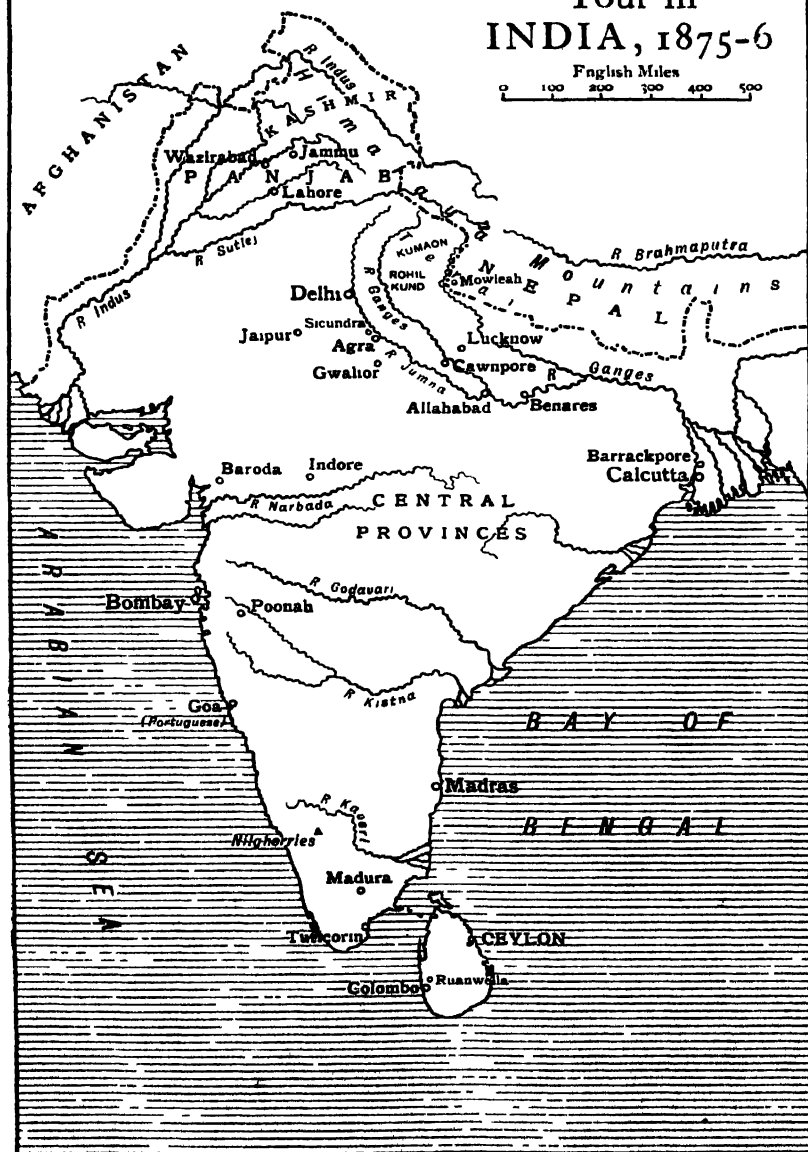 Tour in
INDIA, 1875-6
English Miles
0 100 200 300 400 500
AFGHANISTAN
R Indus
Himalaya Mountains
KASHMIR
Wazirabad
Jammu
PANJAB
Lahore
R Sutlej
R Indus
KUMAON
Terai
ROHIL
KUND
Mowleah
NEPAL
R Brahmaputra
Delhi
R Ganges
Sicundra
Jaipur
Agra
Gwalior
R Jumna
Lucknow
Cawnpore
R Ganges
Allahabad
Benares
Barrackpore
Calcutta
Baroda
Indore
R Narbada
CENTRAL
PROVINCES
R Godavari
Bombay
Poonah
R Kistna
Goa
(Portuguese)
ARABIAN SEA
BAY OF
BENGAL
Madras
R Kaveri
Nilgherries
Madura
Tuticorin
CEYLON
Ruanwella
Colombo